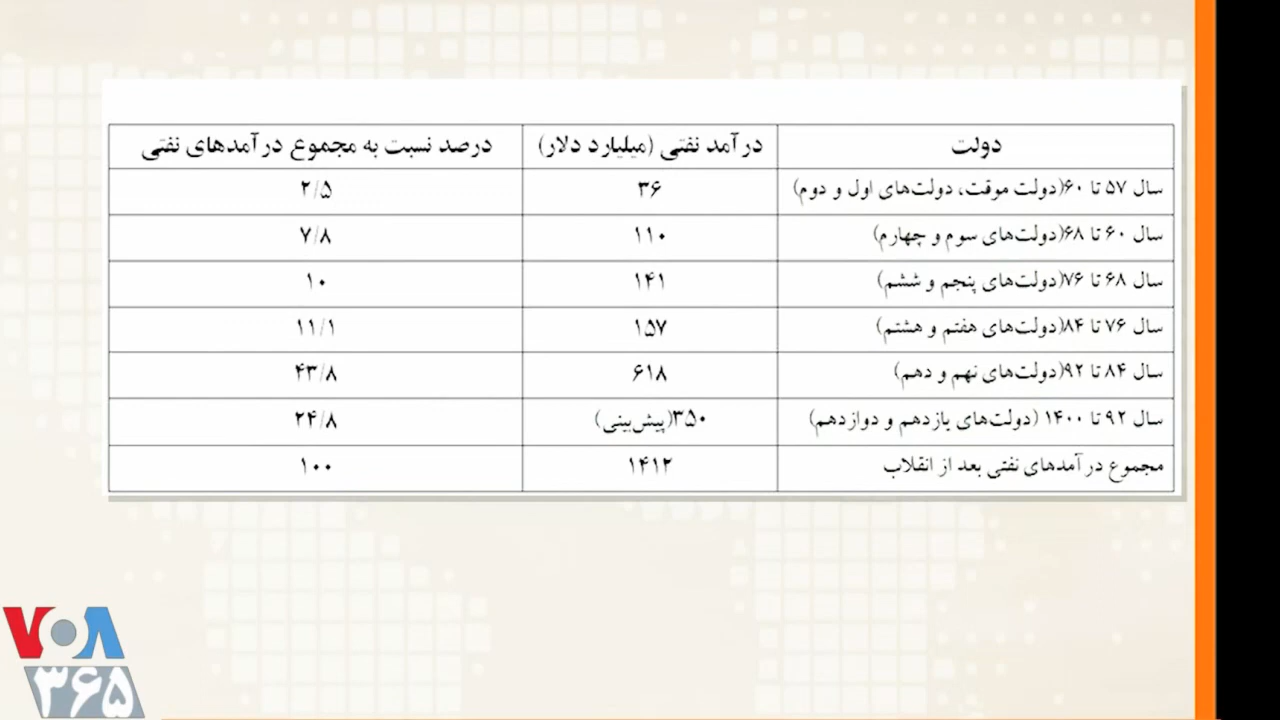 دولت درآمد نفتی (میلیارد دلار) درصد نسبت به مجموع درآمدهای نفتی
سال ۵۷ تا ۶۰(دولت موقت، دولت‌های اول و دوم) ۳۶ ۲/۵
سال ۶۰ تا ۶۸(دولت‌های سوم و چهارم) ۱۱۰ ۷/۸
سال ۶۸ تا ۷۶(دولت‌های پنجم و ششم) ۱۴۱ ۱۰
سال ۷۶ تا ۸۴(دولت‌های هفتم و هشتم) ۱۵۷ ۱۱/۱
سال ۸۴ تا ۹۲(دولت‌های نهم و دهم) ۶۱۸ ۴۳/۸
سال ۹۲ تا ۱۴۰۰ (دولت‌های یازدهم و دوازدهم) ۳۵۰(پیش‌بینی) ۲۴/۸
مجموع درآمدهای نفتی بعد از انقلاب ۱۴۱۲ ۱۰۰
VOA
۳۶۵